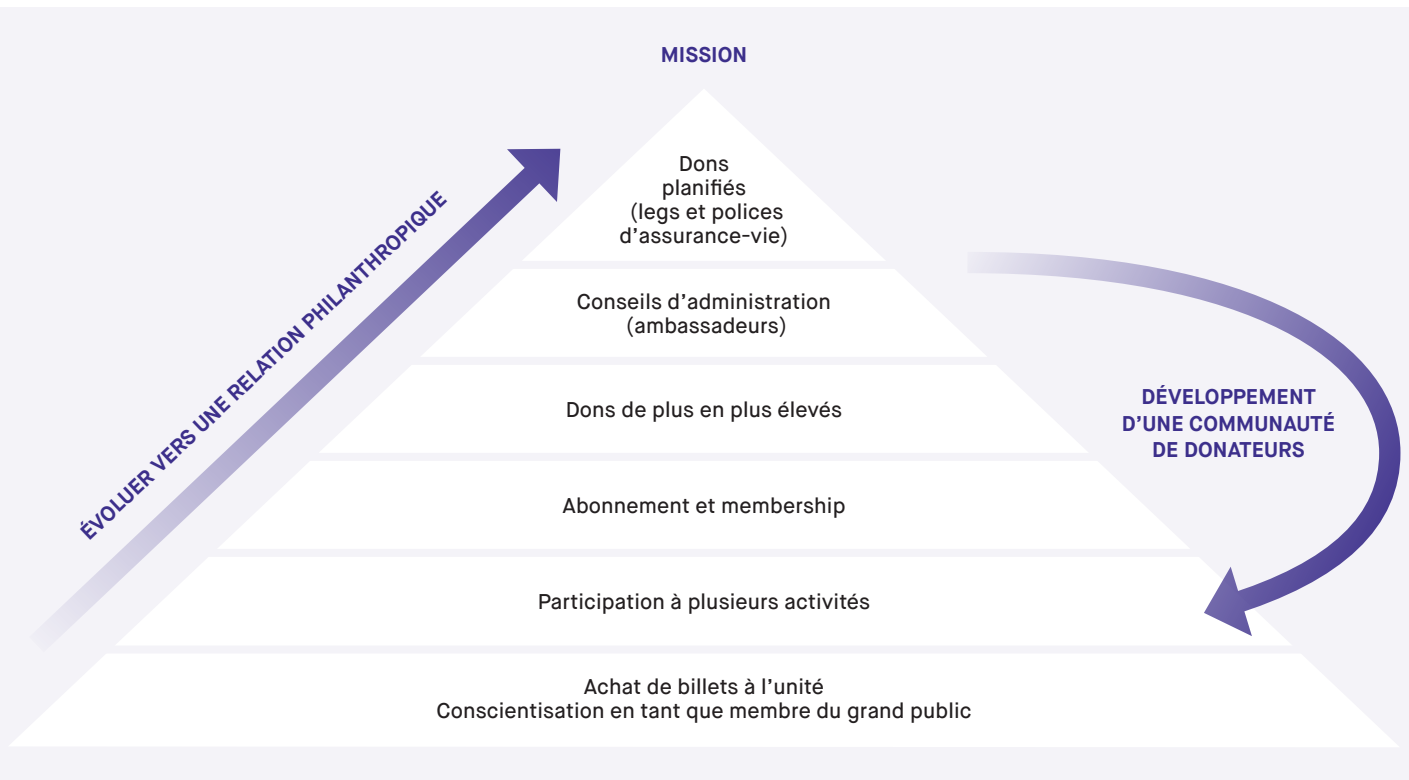 MISSION
Dons
planifiés
(legs et polices
d’assurance-vie)
Conseils d’administration
(ambassadeurs)
Dons de plus en plus élevés
Abonnement et membership
Participation à plusieurs activités
Achat de billets à l’unité
Conscientisation en tant que membre du grand public
ÉVOLUER VERS UNE RELATION PHILANTHROPIQUE
DÉVELOPPEMENT
D’UNE COMMUNAUTÉ
DE DONATEURS